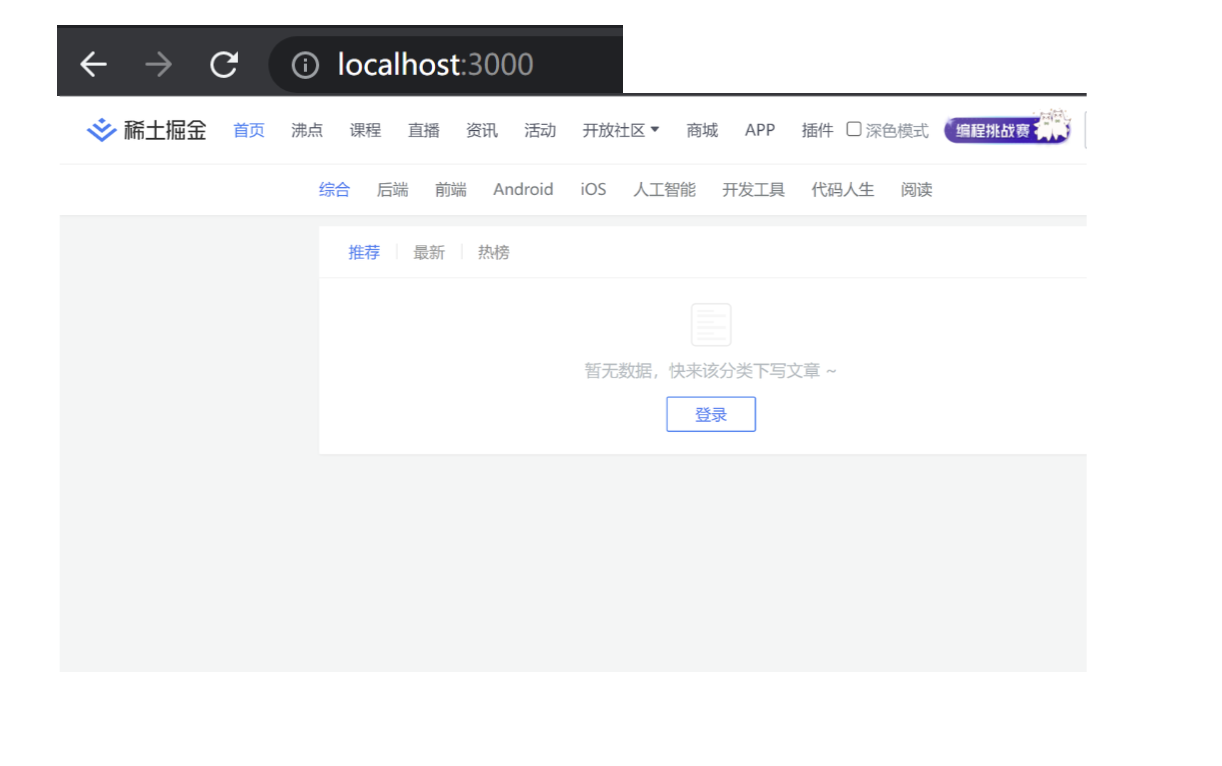 localhost:3000
稀土掘金 首页 沸点 课程 直播 资讯 活动 开放社区 商城 APP 插件 深色模式 编程挑战赛
综合 后端 前端 Android iOS 人工智能 开发工具 代码人生 阅读
推荐 最新 热榜
暂无数据，快来该分类下写文章 ~
登录